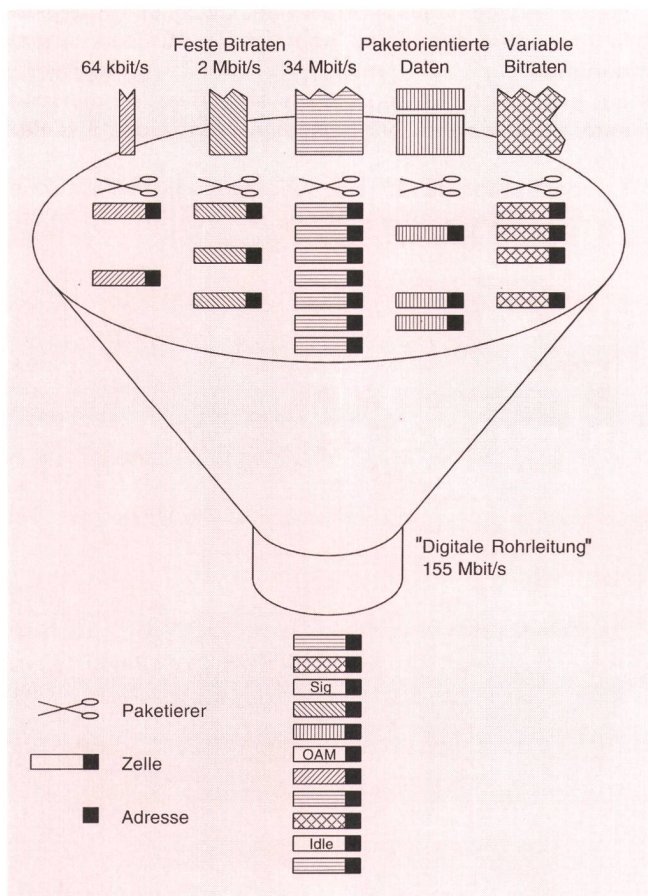 Feste Bitraten
Paketorientierte
Variable
64 kbit/s
2 Mbit/s
34 Mbit/s
Daten
Bitraten
"Digitale Rohrleitung"
155 Mbit/s
Sig
OAM
Idle
Paketierer
Zelle
Adresse